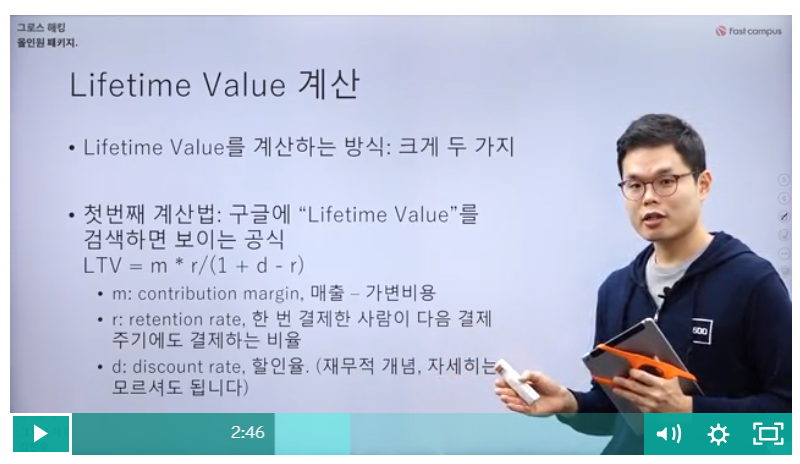 그로스 해킹
올인원 패키지.
fast campus
Lifetime Value 계산
• Lifetime Value를 계산하는 방식: 크게 두 가지
• 첫번째 계산법: 구글에 “Lifetime Value”를
검색하면 보이는 공식
LTV = m * r/(1 + d - r)
• m: contribution margin, 매출 – 가변비용
• r: retention rate, 한 번 결제한 사람이 다음 결제
주기에도 결제하는 비율
• d: discount rate, 할인율. (재무적 개념, 자세히는
모르셔도 됩니다)
2:46